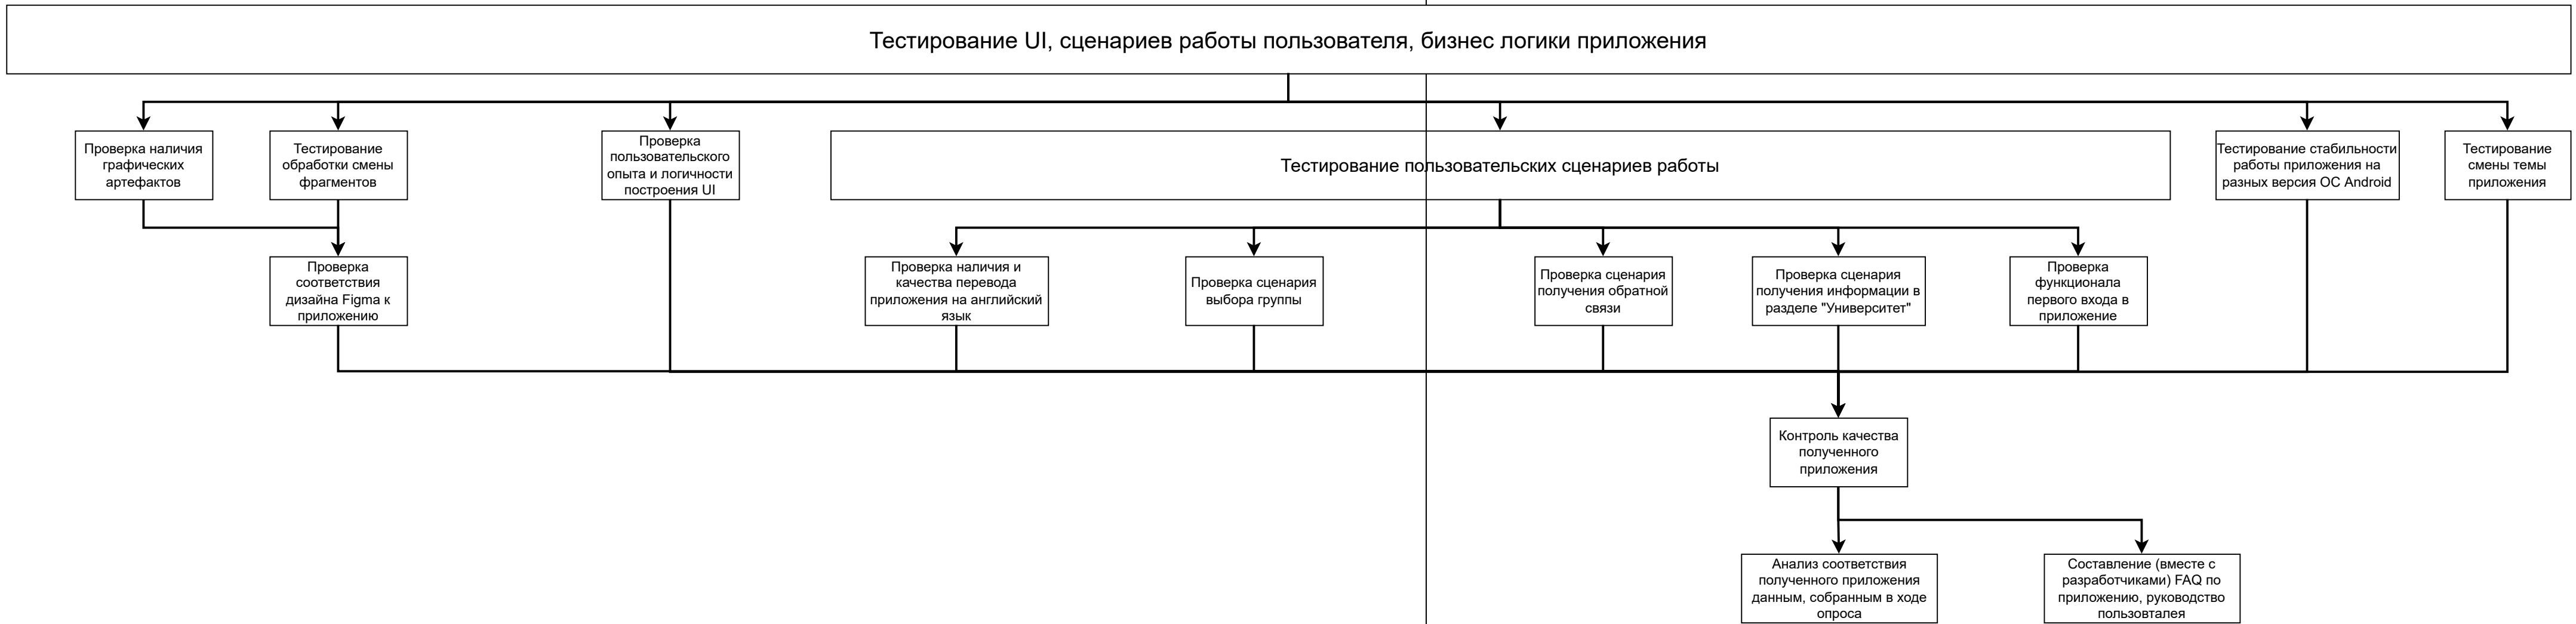 Тестирование UI, сценариев работы пользователя, бизнес логики приложения
Проверка наличия
графических
артефактов
Тестирование
обработки смены
фрагментов
Проверка
пользовательского
опыта и логичности
построения UI
Тестирование пользовательских сценариев работы
Тестирование стабильности
работы приложения на
разных версия ОС Android
Тестирование
смены темы
приложения
Проверка
соответствия
дизайна Figma к
приложению
Проверка наличия и
качества перевода
приложения на английский
язык
Проверка сценария
выбора группы
Проверка сценария
получения обратной
связи
Проверка сценария
получения информации в
разделе "Университет"
Проверка
функционала
первого входа в
приложение
Контроль качества
полученного
приложения
Анализ соответствия
полученного приложения
данным, собранным в ходе
опроса
Составление (вместе с
разработчиками) FAQ по
приложению, руководство
пользовталея